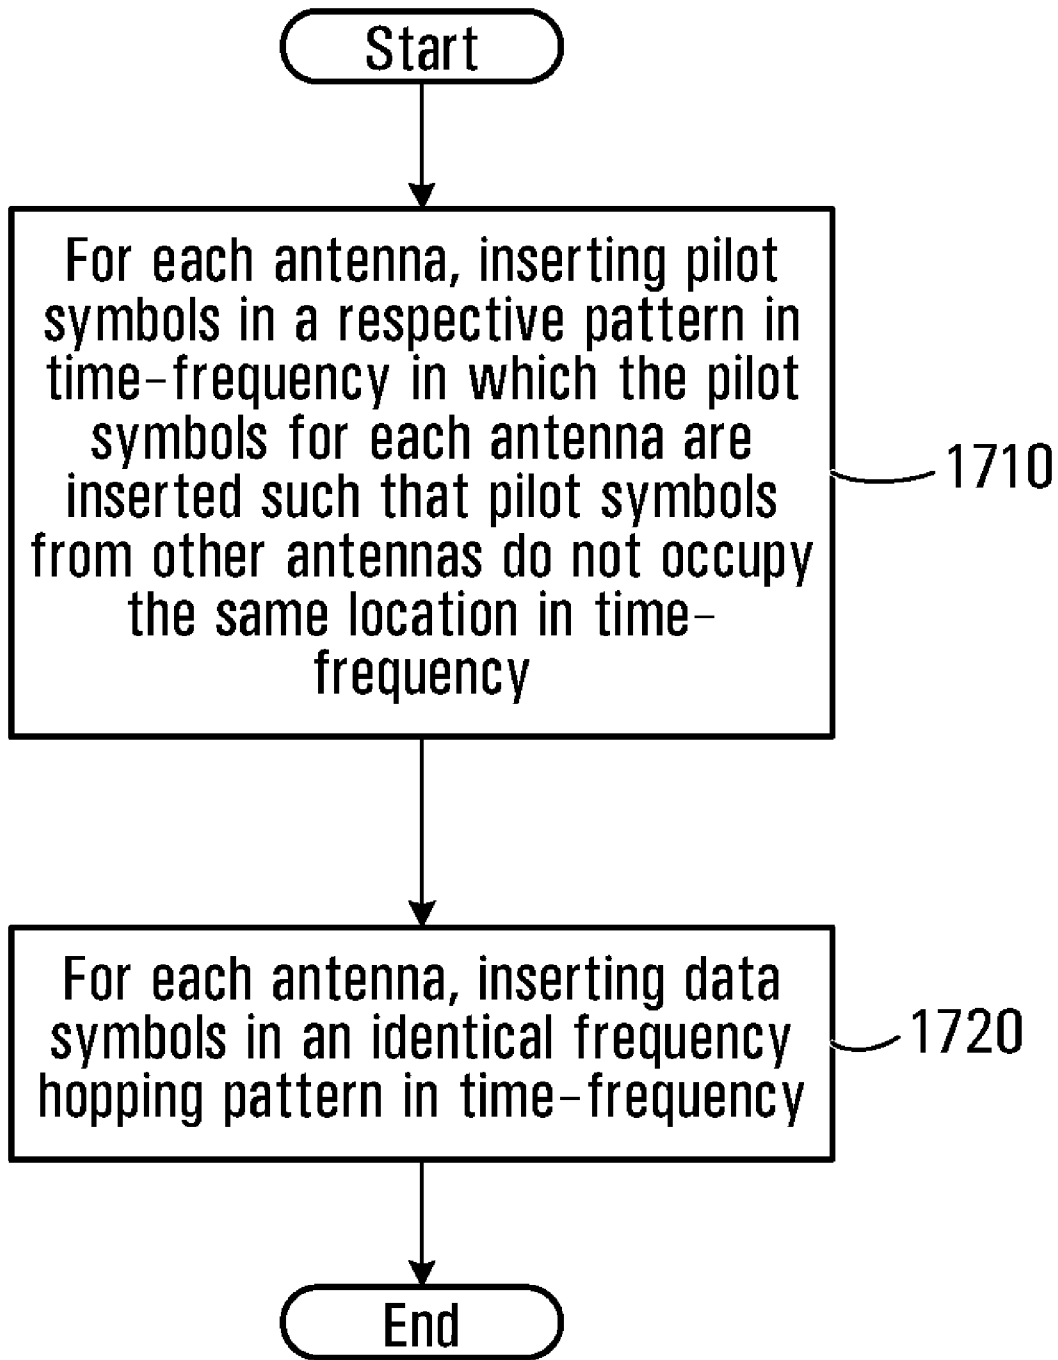 Start
For each antenna, inserting pilot
symbols in a respective pattern in
time-frequency in which the pilot
symbols for each antenna are
inserted such that pilot symbols
from other antennas do not occupy
the same location in time-
frequency
1710
For each antenna, inserting data
symbols in an identical frequency
hopping pattern in time-frequency
1720
End